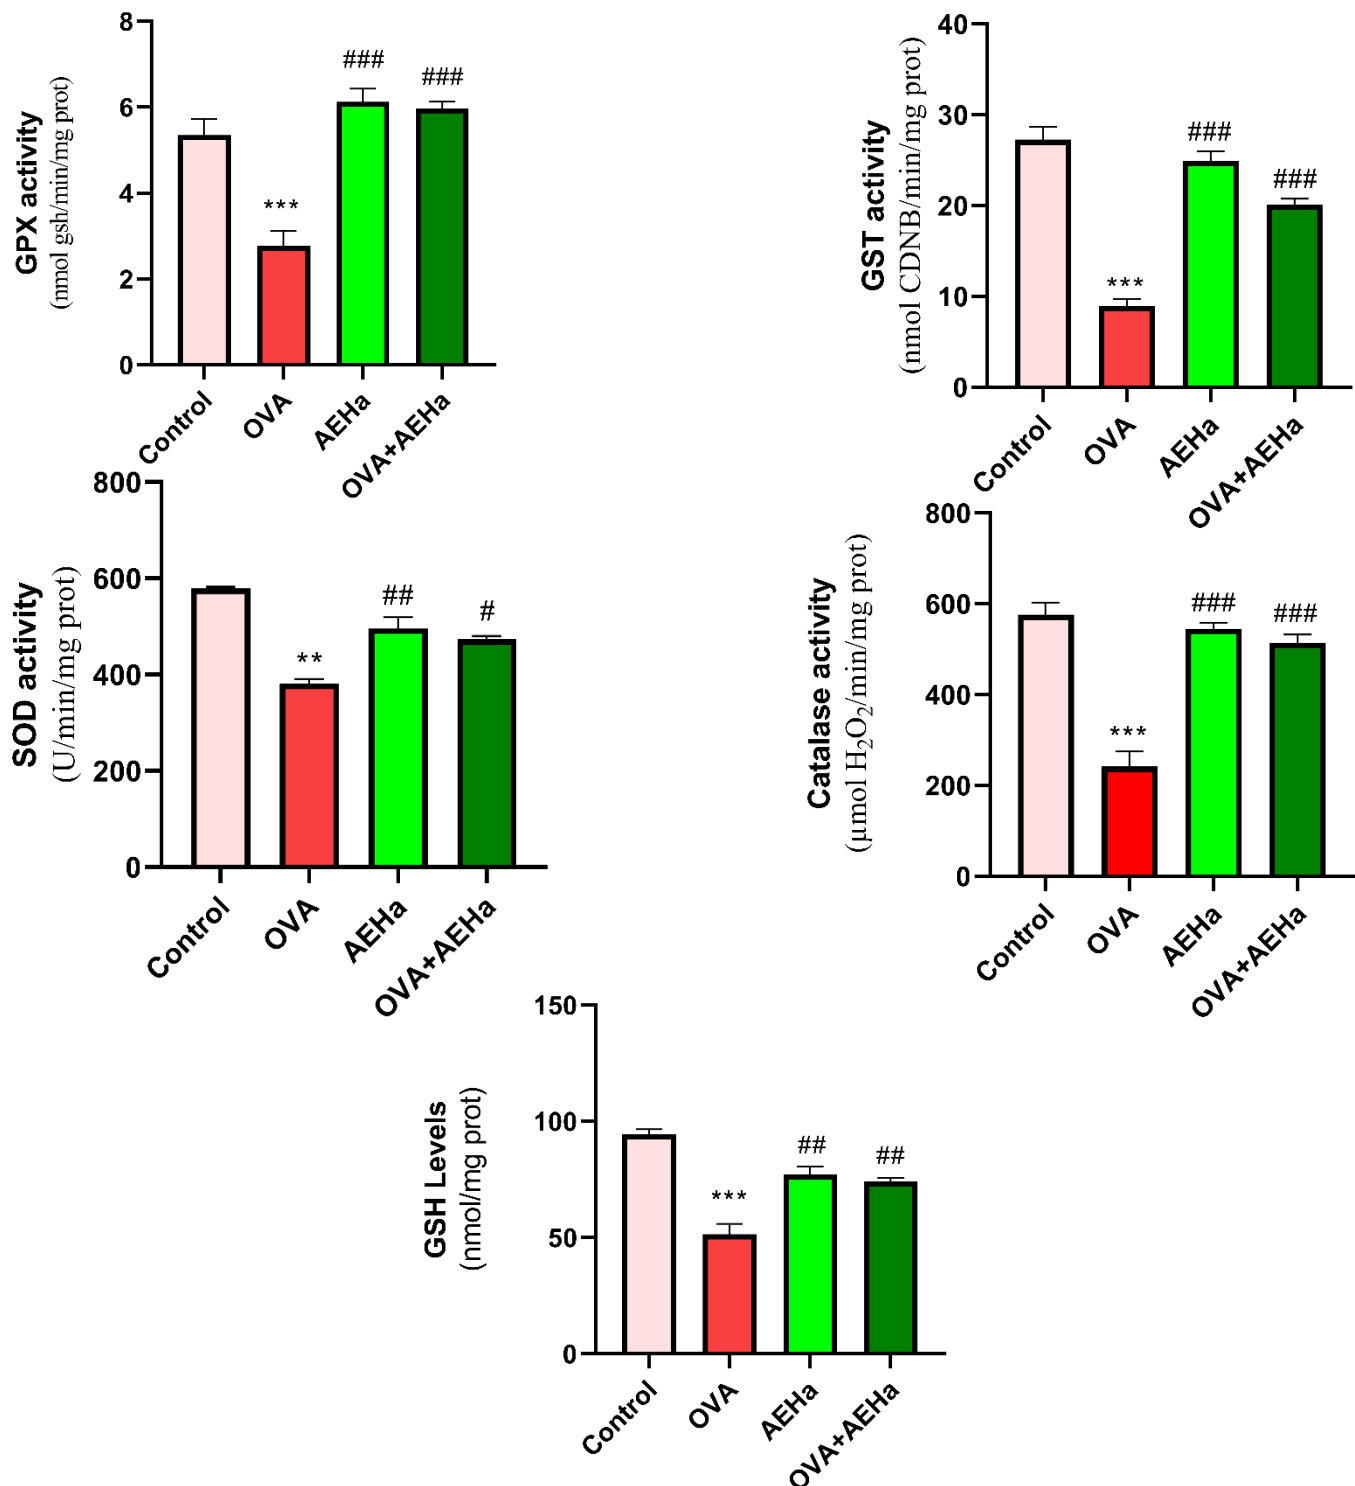 GPX activity
(nmol gsh/min/mg prot)
8
6
4
2
0
###
###
***
Control
OVA
AEHa
OVA+AEHa
GST activity
(nmol CDNB/min/mg prot)
40
30
20
10
0
###
###
***
Control
OVA
AEHa
OVA+AEHa
SOD activity
(U/min/mg prot)
800
600
400
200
0
**
##
#
Control
OVA
AEHa
OVA+AEHa
Catalase activity
(µmol H₂O₂/min/mg prot)
800
600
400
200
0
***
###
###
Control
OVA
AEHa
OVA+AEHa
GSH Levels
(nmol/mg prot)
150
100
50
0
***
##
##
Control
OVA
AEHa
OVA+AEHa